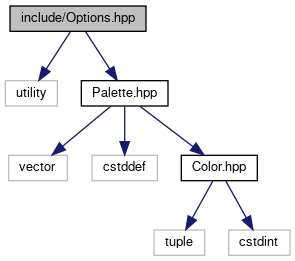 include/Options.hpp
utility
Palette.hpp
vector
cstddef
Color.hpp
tuple
cstdint